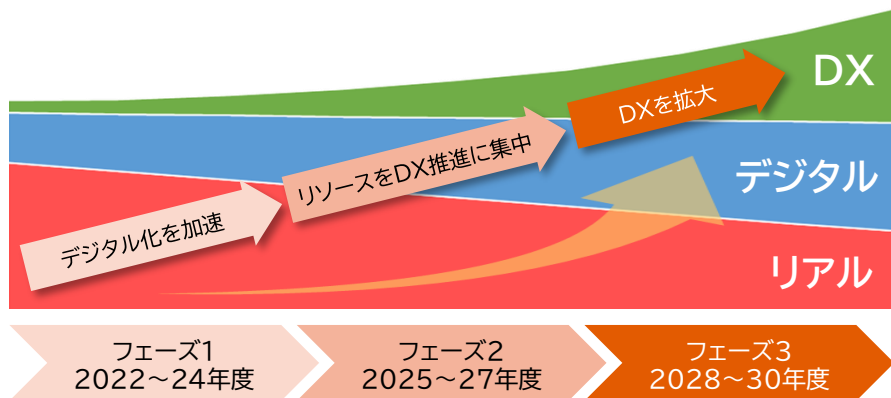 DX
DXを拡大
リソースをDX推進に集中
デジタル
デジタル化を加速
リアル
フェーズ1
2022～24年度
フェーズ2
2025～27年度
フェーズ3
2028～30年度